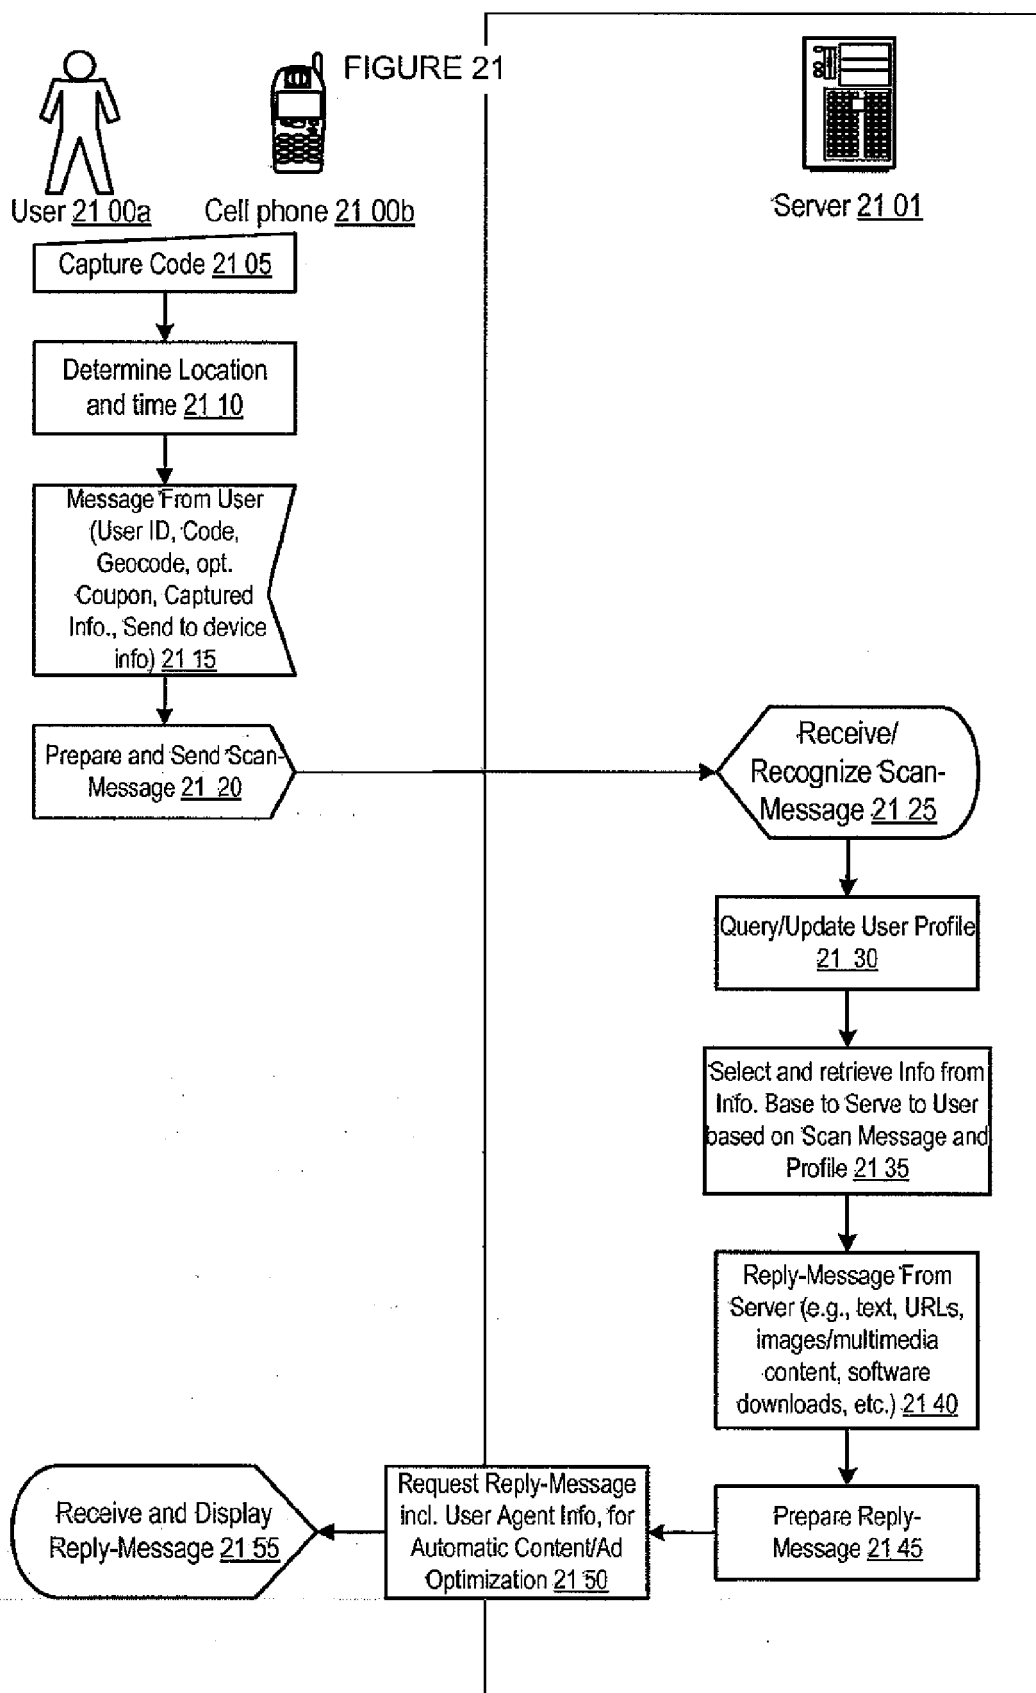 FIGURE 21
User 21 00a
Cell phone 21 00b
Server 21 01
Capture Code 21 05
Determine Location
and time 21 10
Message From User
(User ID, Code,
Geocode, opt.
Coupon, Captured
Info., Send to device
info) 21 15
Prepare and Send Scan-
Message 21 20
Receive/
Recognize Scan-
Message 21 25
Query/Update User Profile
21 30
Select and retrieve Info from
Info. Base to Serve to User
based on Scan Message and
Profile 21 35
Reply-Message From
Server (e.g., text, URLs,
images/multimedia
content, software
downloads, etc.) 21 40
Prepare Reply-
Message 21 45
Request Reply-Message
incl. User Agent Info, for
Automatic Content/Ad
Optimization 21 50
Receive and Display
Reply-Message 21 55